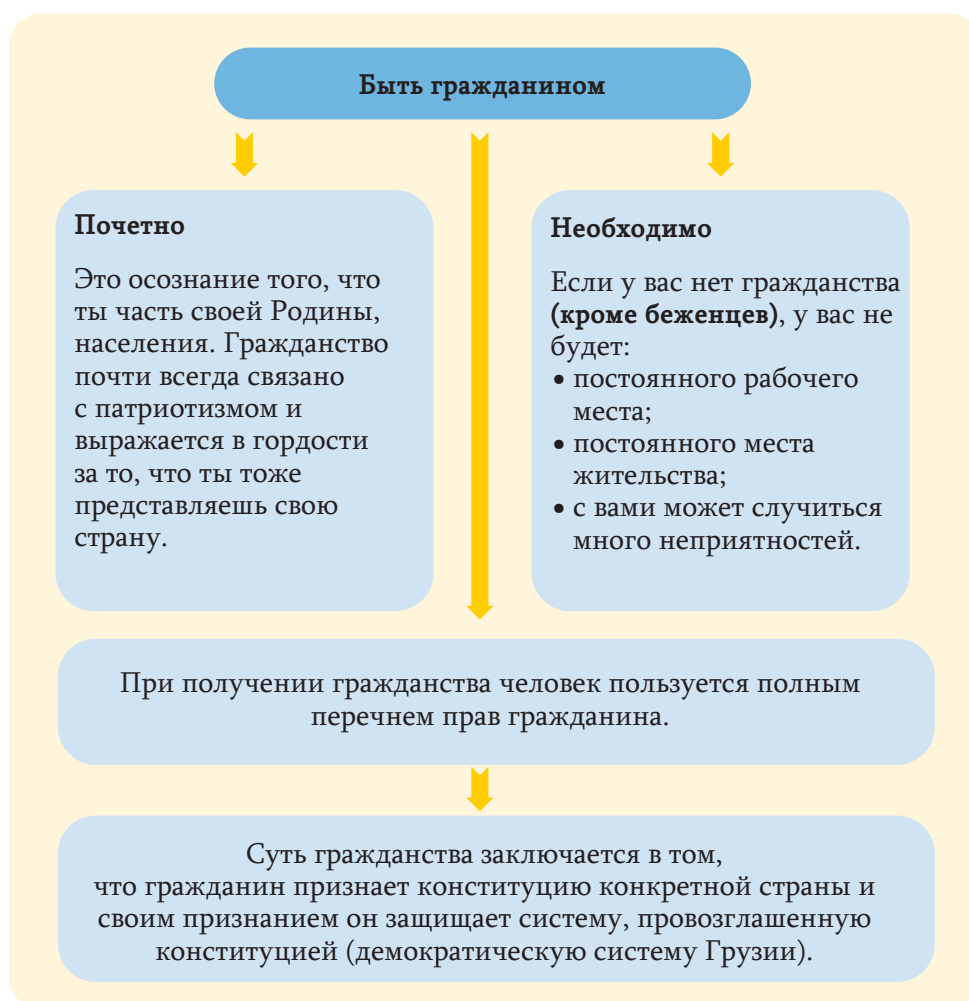 Быть гражданином
Почетно
Это осознание того, что
ты часть своей Родины,
населения. Гражданство
почти всегда связано
с патриотизмом и
выражается в гордости
за то, что ты тоже
представляешь свою
страну.
Необходимо
Если у вас нет гражданства
(кроме беженцев), у вас не
будет:
• постоянного рабочего
места;
• постоянного места
жительства;
• с вами может случиться
много неприятностей.
При получении гражданства человек пользуется полным
перечнем прав гражданина.
Суть гражданства заключается в том,
что гражданин признает конституцию конкретной страны и
своим признанием он защищает систему, провозглашенную
конституцией (демократическую систему Грузии).